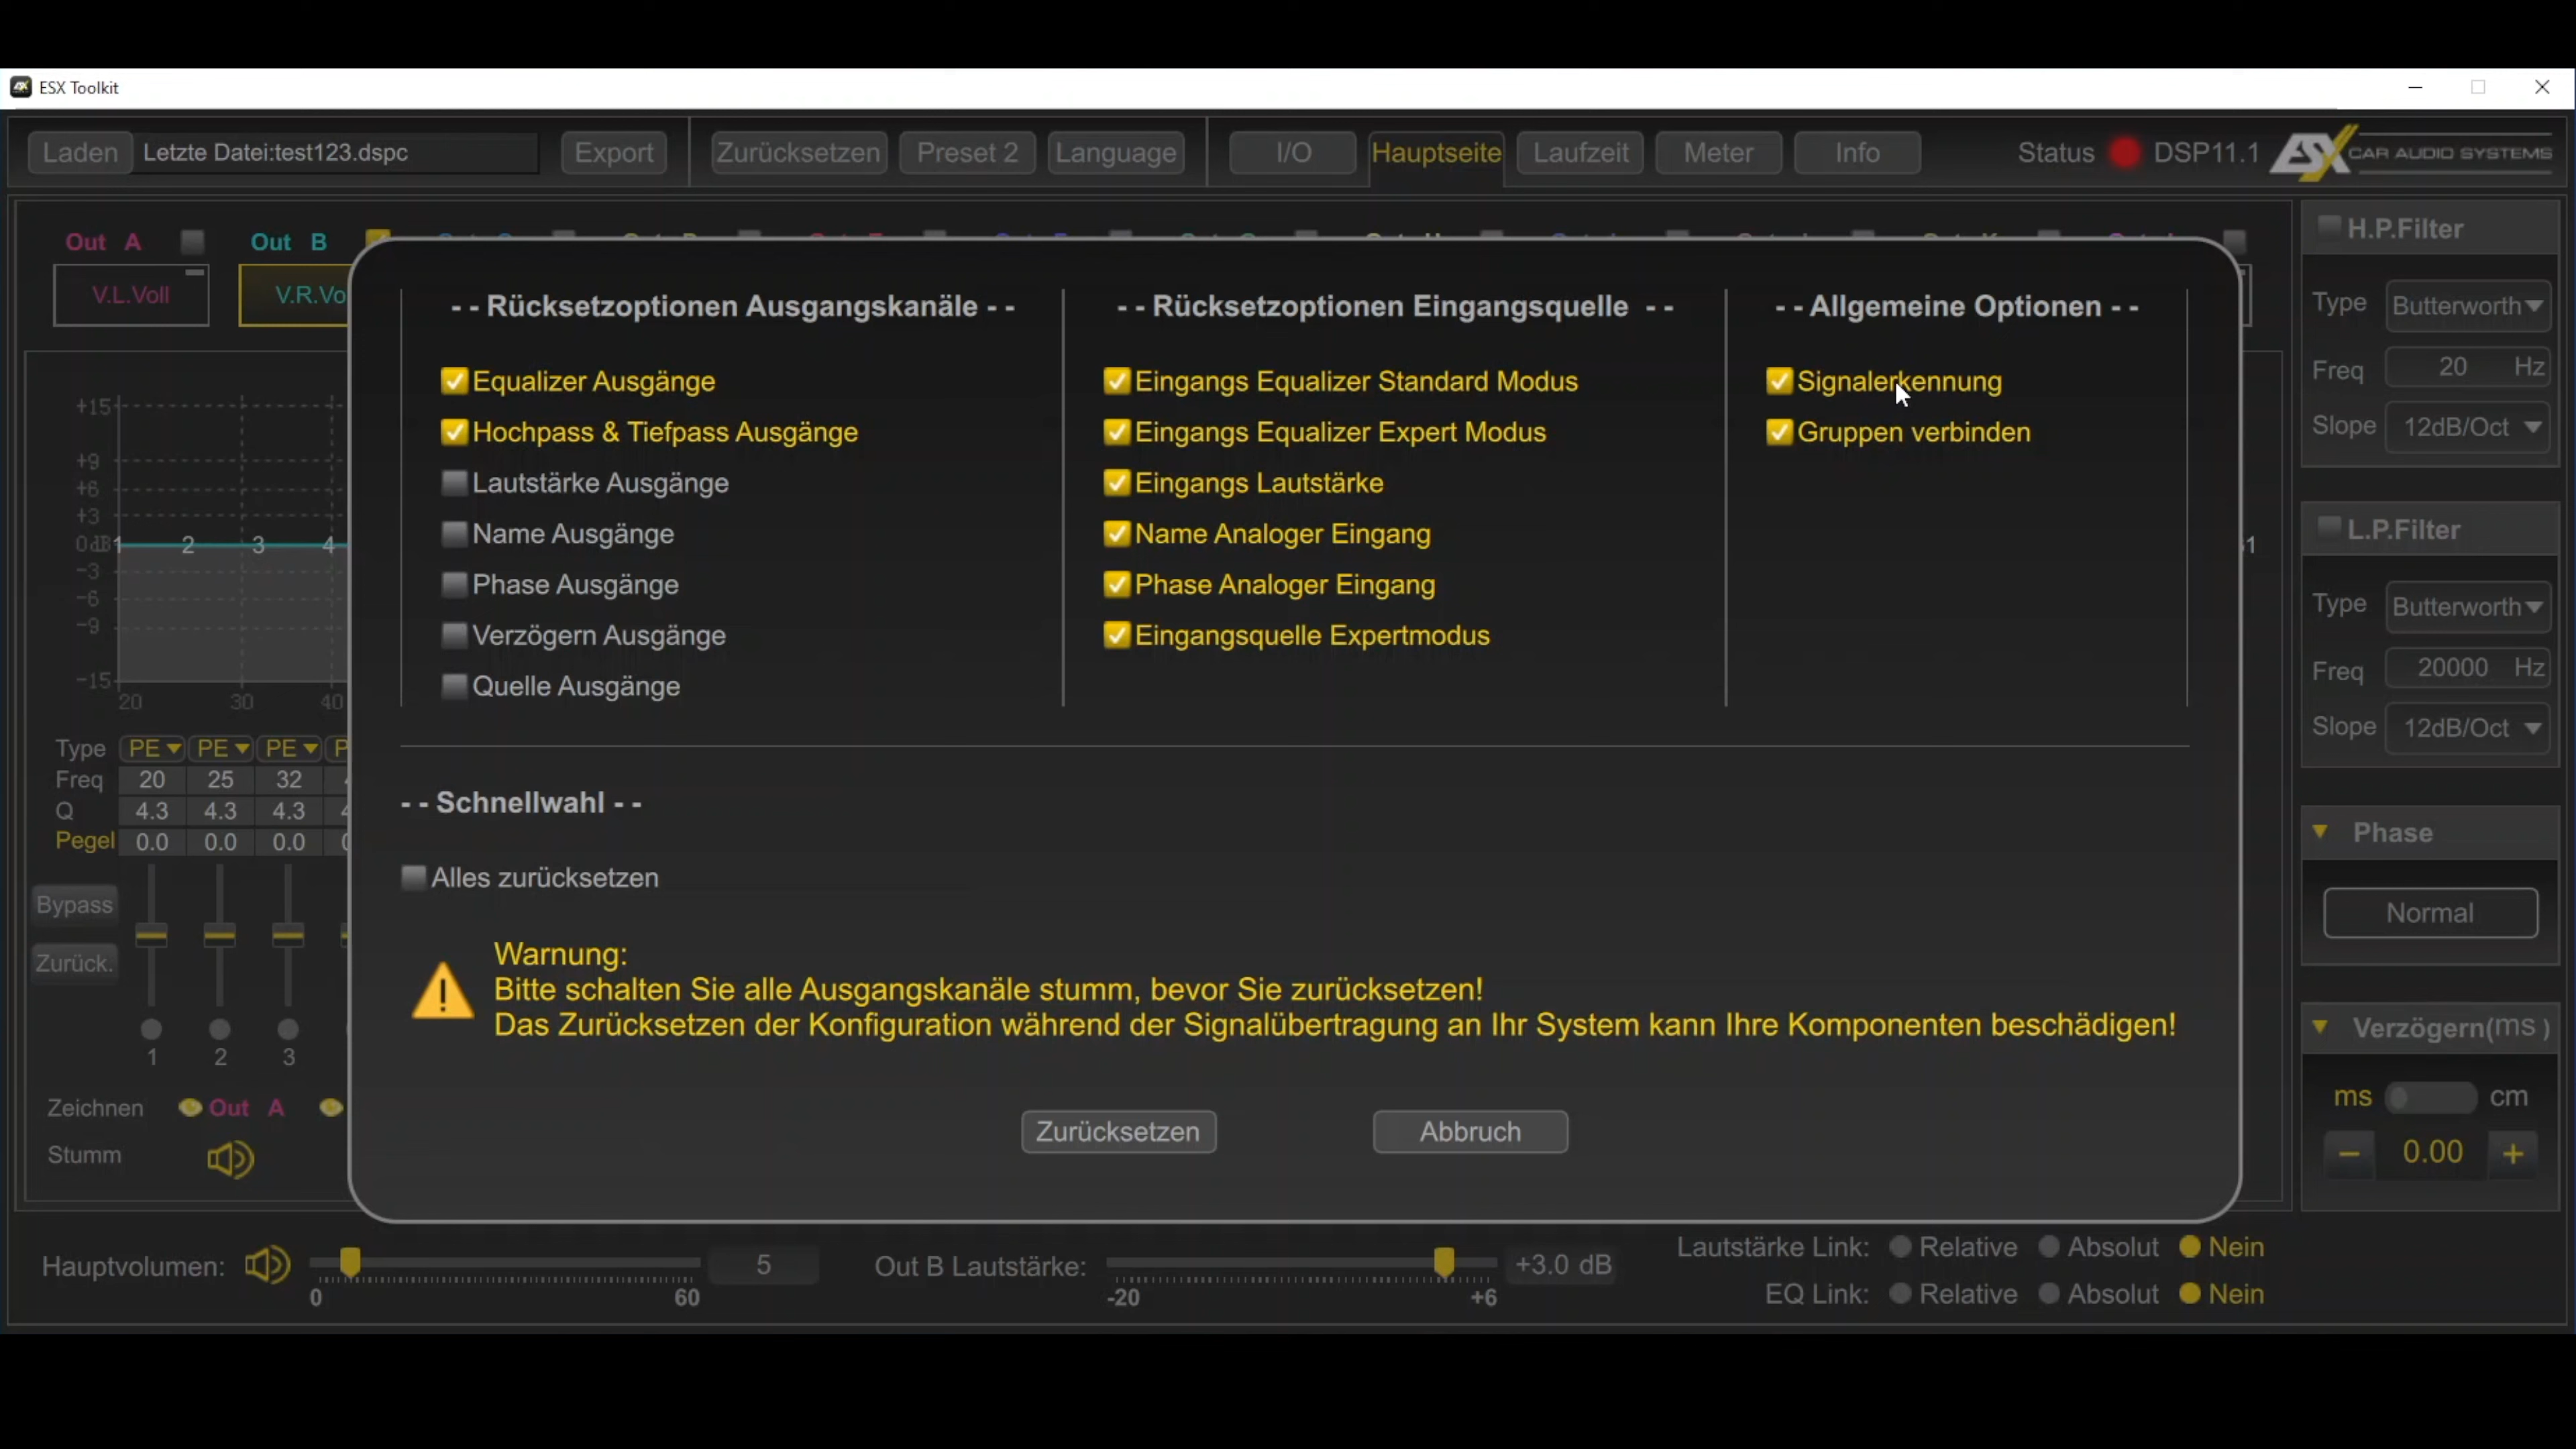 ESX Toolkit
Laden Letzte Datei:test123.dspc Export Zurücksetzen Preset 2 Language I/O Hauptseite Laufzeit Meter Info Status DSP11.1 ESX CAR AUDIO SYSTEMS
Out A Out B
V.L.Voll V.R.Vo
H.P.Filter
Type Butterworth
Freq 20 Hz
Slope 12dB/Oct
L.P.Filter
Type Butterworth
Freq 20000 Hz
Slope 12dB/Oct
Phase
Normal
Verzögern(ms )
ms cm
− 0.00 +
- - Rücksetzoptionen Ausgangskanäle - -
Equalizer Ausgänge
Hochpass & Tiefpass Ausgänge
Lautstärke Ausgänge
Name Ausgänge
Phase Ausgänge
Verzögern Ausgänge
Quelle Ausgänge
- - Rücksetzoptionen Eingangsquelle - -
Eingangs Equalizer Standard Modus
Eingangs Equalizer Expert Modus
Eingangs Lautstärke
Name Analoger Eingang
Phase Analoger Eingang
Eingangsquelle Expertmodus
- - Allgemeine Optionen - -
Signalerkennung
Gruppen verbinden
- - Schnellwahl - -
Alles zurücksetzen
Warnung:
Bitte schalten Sie alle Ausgangskanäle stumm, bevor Sie zurücksetzen!
Das Zurücksetzen der Konfiguration während der Signalübertragung an Ihr System kann Ihre Komponenten beschädigen!
Zurücksetzen Abbruch
+15
+9
+6
+3
0dB 1 2 3 4
−3
−6
−9
−15
20 30 40
Type PE PE PE
Freq 20 25 32
Q 4.3 4.3 4.3
Pegel 0.0 0.0 0.0
Bypass
Zurück.
1 2 3
Zeichnen Out A
Stumm
Hauptvolumen: 5
0 60
Out B Lautstärke: +3.0 dB
-20 +6
Lautstärke Link: Relative Absolut Nein
EQ Link: Relative Absolut Nein